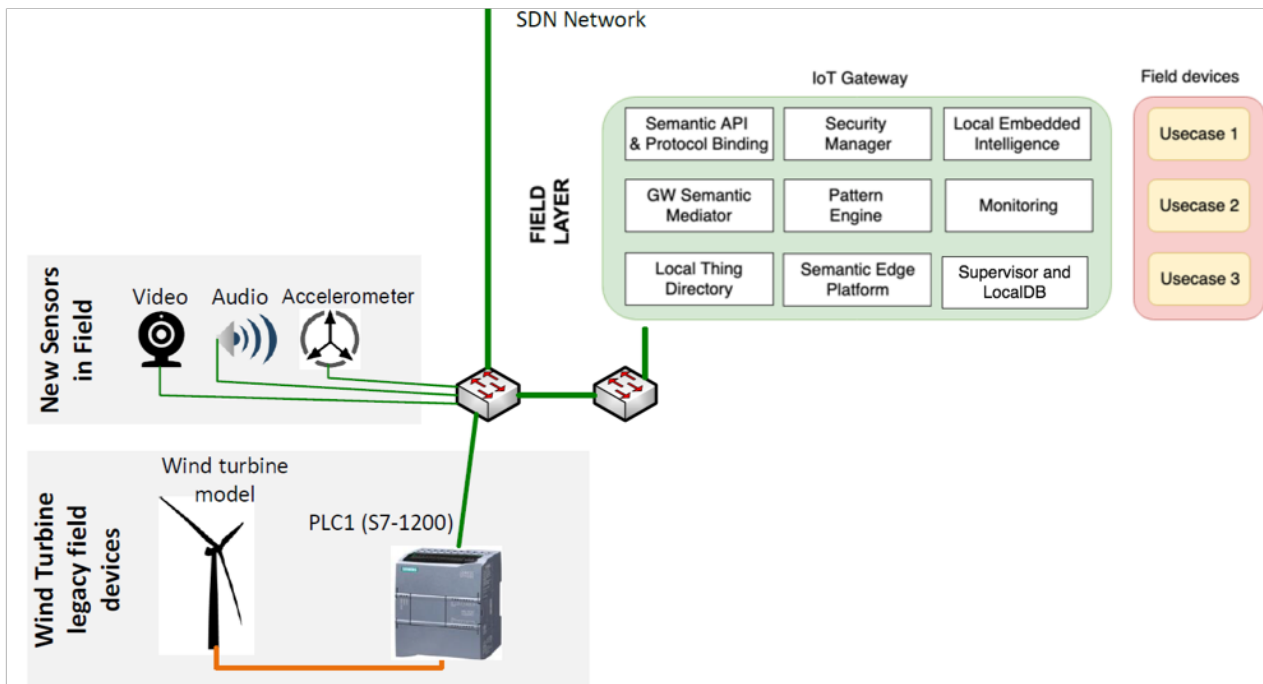 SDN Network
IoT Gateway
Field devices
FIELD
LAYER
Semantic API
& Protocol Binding
Security
Manager
Local Embedded
Intelligence
GW Semantic
Mediator
Pattern
Engine
Monitoring
Local Thing
Directory
Semantic Edge
Platform
Supervisor and
LocalDB
Usecase 1
Usecase 2
Usecase 3
New Sensors
in Field
Video
Audio
Accelerometer
Wind Turbine
legacy field
devices
Wind turbine
model
PLC1 (S7-1200)